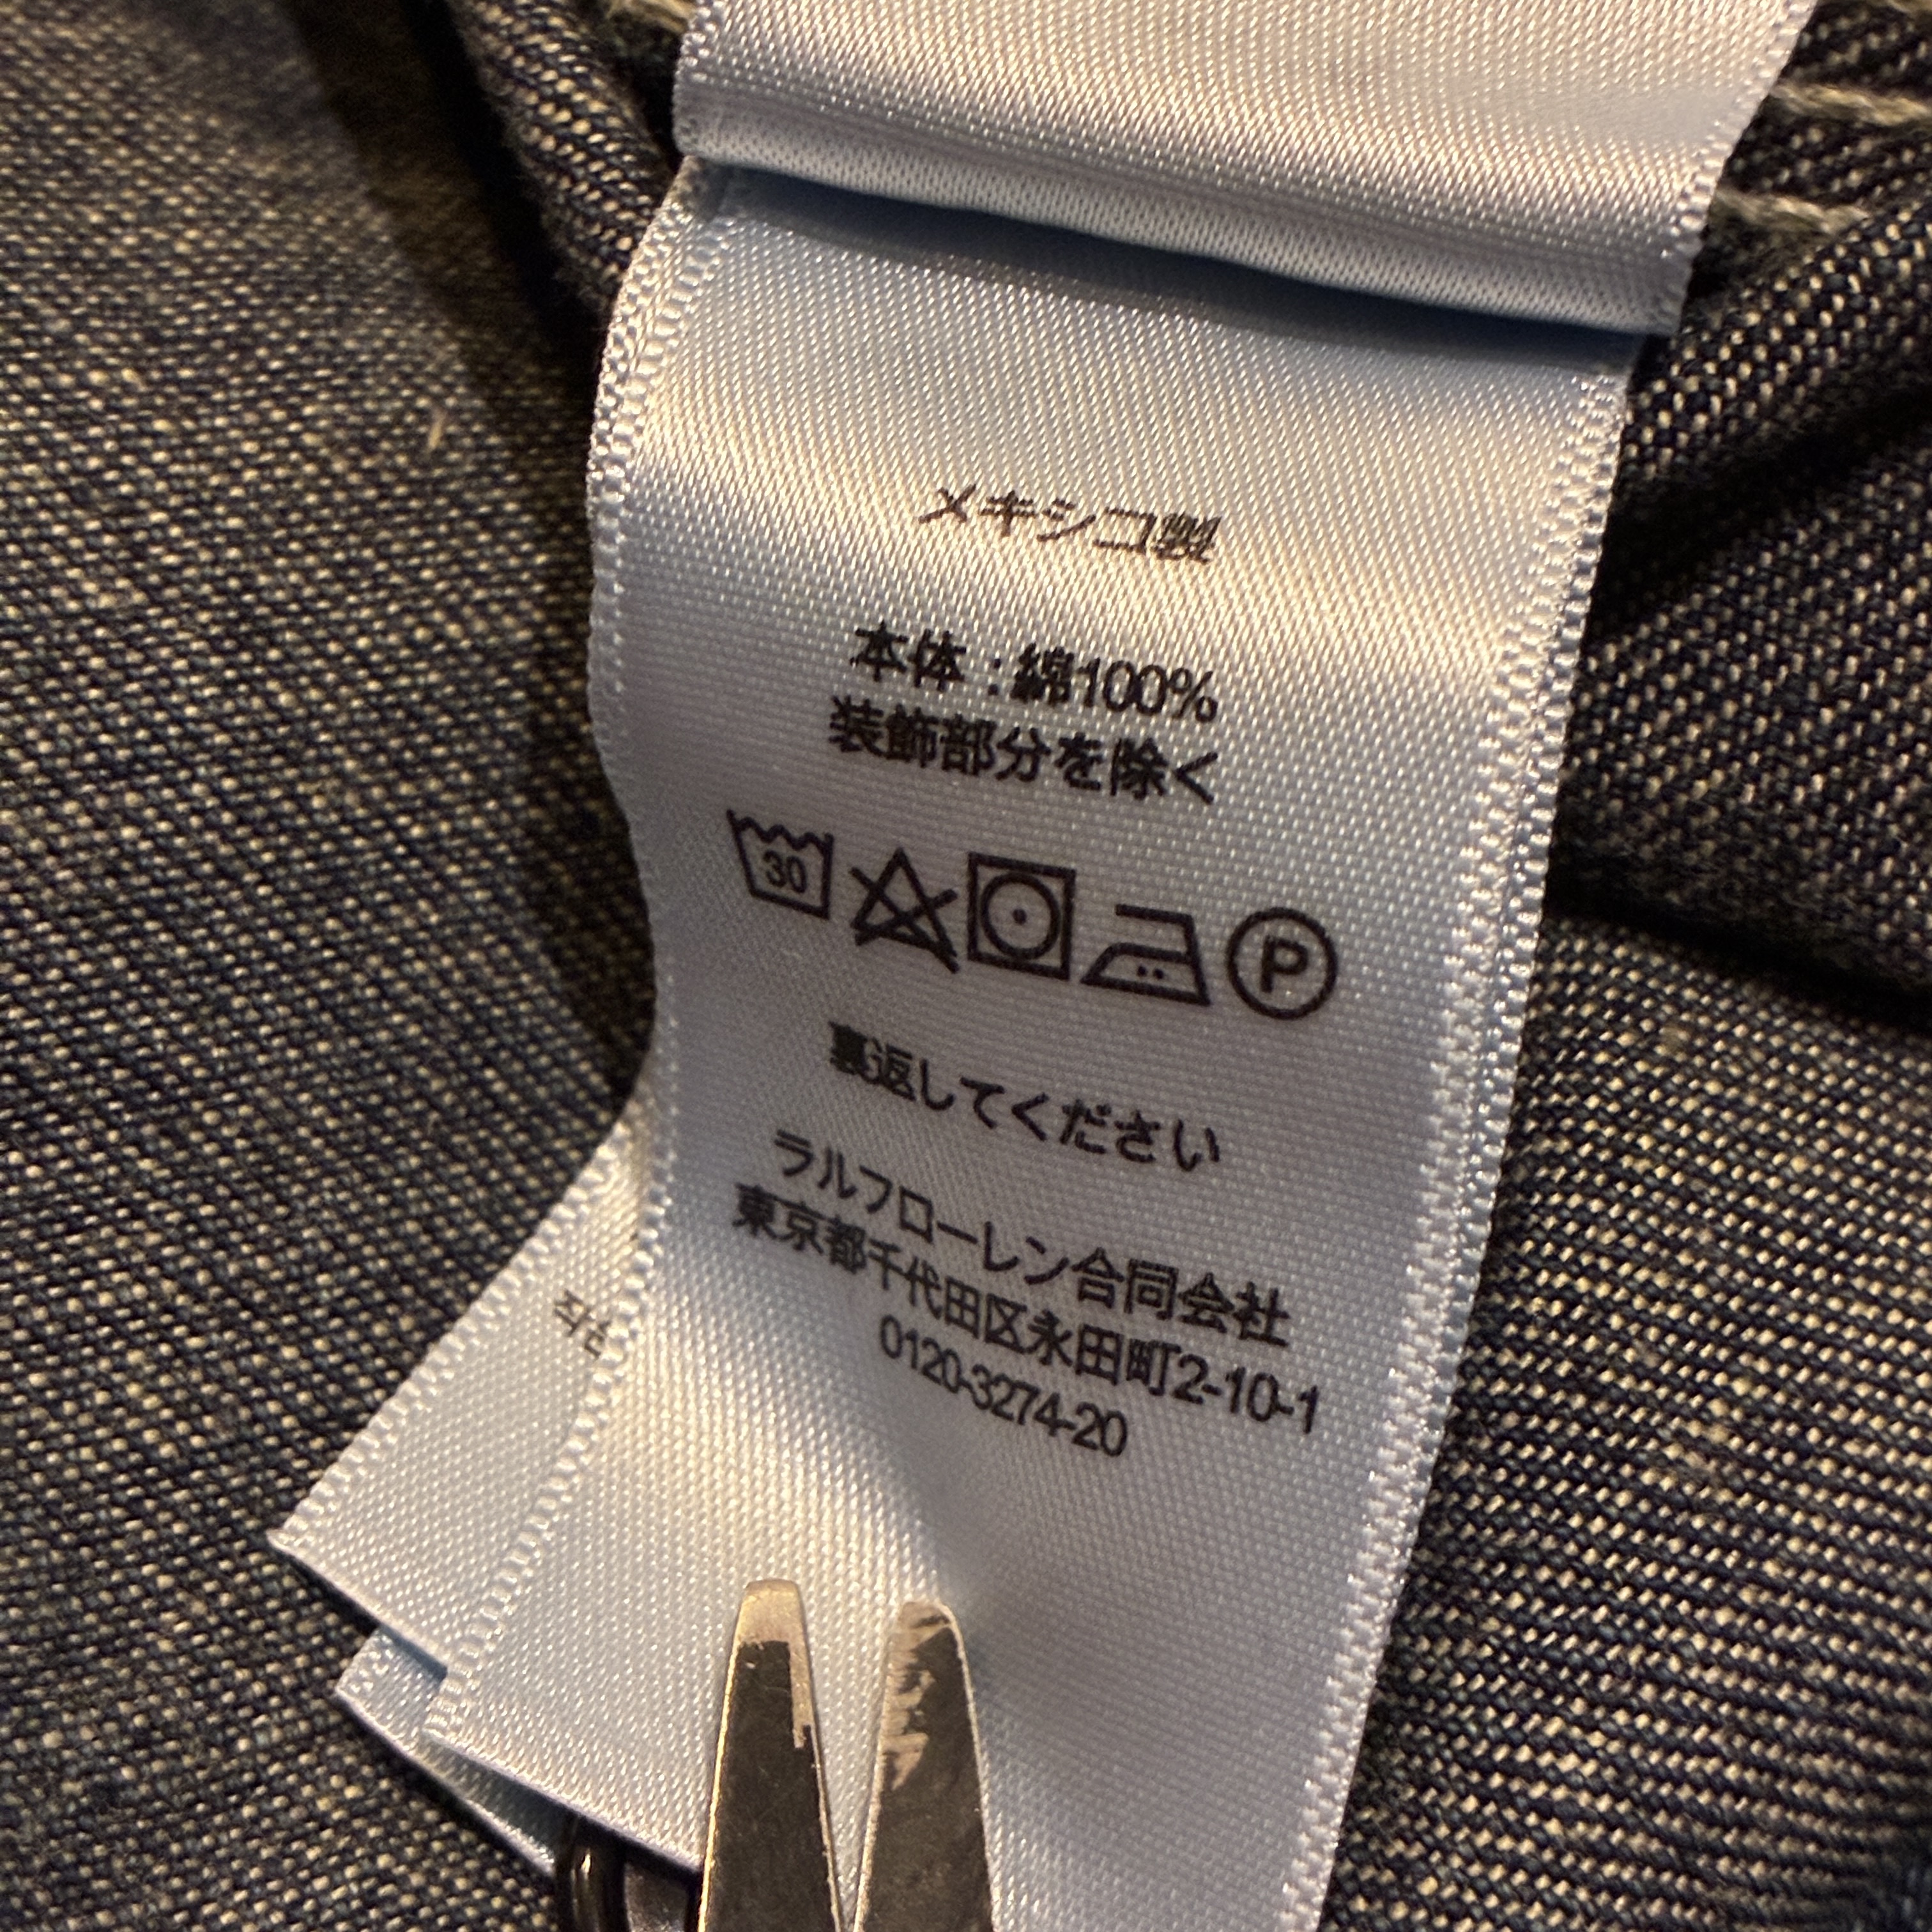 メキシコ製
本体:綿100%
装飾部分を除く
30
P
裏返してください
ラルフローレン合同会社
東京都千代田区永田町2-10-1
0120-3274-20